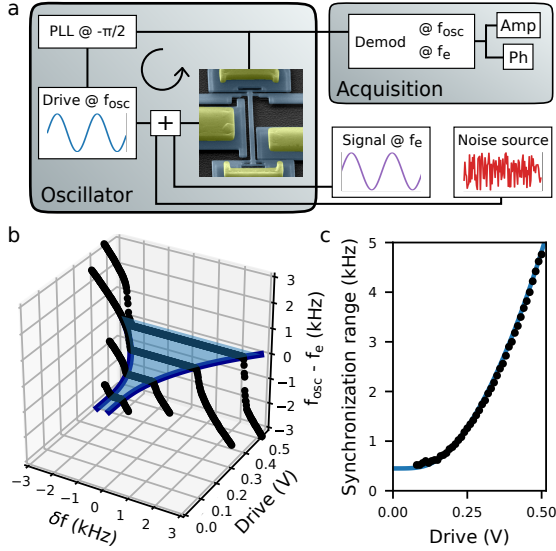 a
PLL @ -π/2
Drive @ f_osc
+
Oscillator
Demod @ f_osc
@ f_e
Amp
Ph
Acquisition
Signal @ f_e
Noise source
b
3
2
1
0
−1
−2
−3
f_osc - f_e (kHz)
−3
−2
−1
0
1
2
3
δf (kHz)
0.0
0.1
0.2
0.3
0.4
0.5
Drive (V)
c
5
4
3
2
1
0
Synchronization range (kHz)
0.00
0.25
0.50
Drive (V)